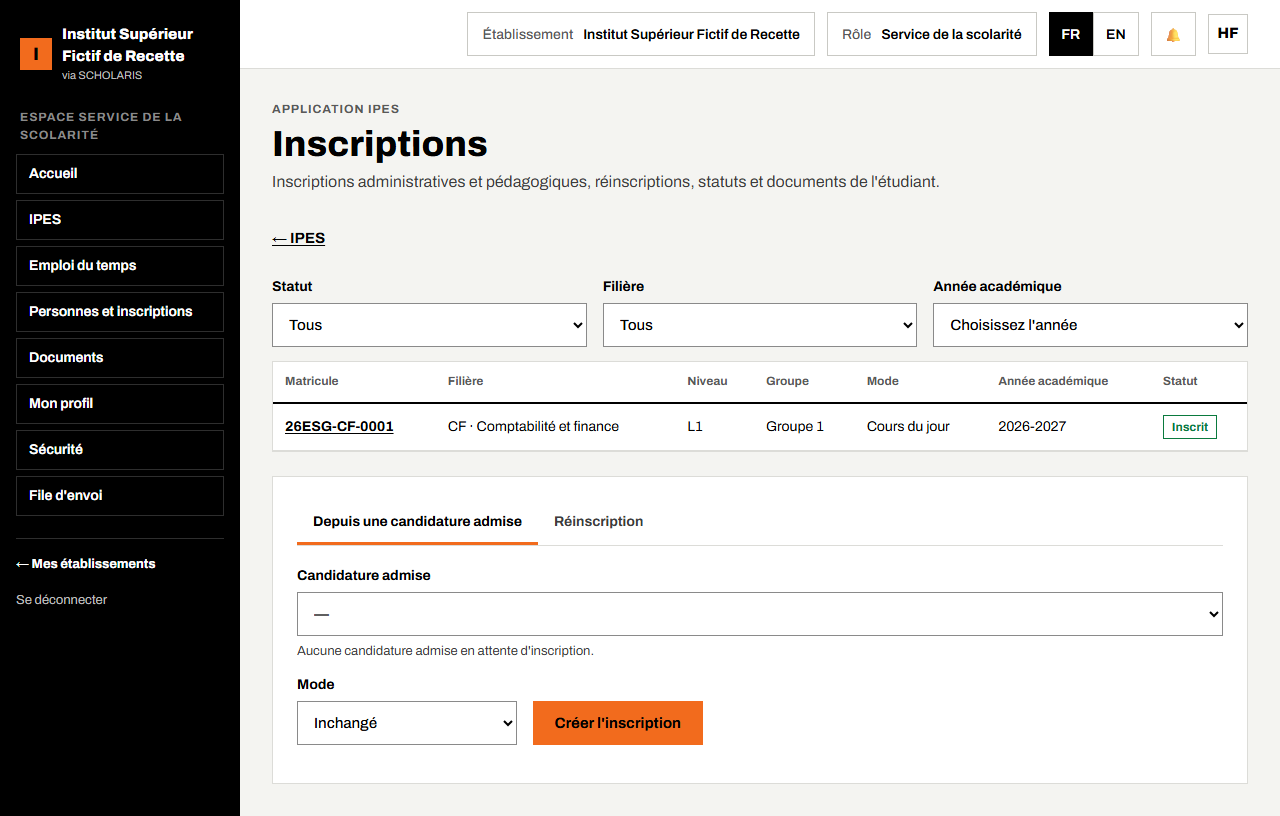 I
Institut Supérieur
Fictif de Recette
via SCHOLARIS
ESPACE SERVICE DE LA
SCOLARITÉ
Accueil
IPES
Emploi du temps
Personnes et inscriptions
Documents
Mon profil
Sécurité
File d'envoi
← Mes établissements
Se déconnecter
Établissement Institut Supérieur Fictif de Recette
Rôle Service de la scolarité
FR EN
HF
APPLICATION IPES
Inscriptions
Inscriptions administratives et pédagogiques, réinscriptions, statuts et documents de l'étudiant.
← IPES
Statut Filière Année académique
Tous Tous Choisissez l'année
Matricule Filière Niveau Groupe Mode Année académique Statut
26ESG-CF-0001 CF · Comptabilité et finance L1 Groupe 1 Cours du jour 2026-2027 Inscrit
Depuis une candidature admise Réinscription
Candidature admise
—
Aucune candidature admise en attente d'inscription.
Mode
Inchangé Créer l'inscription